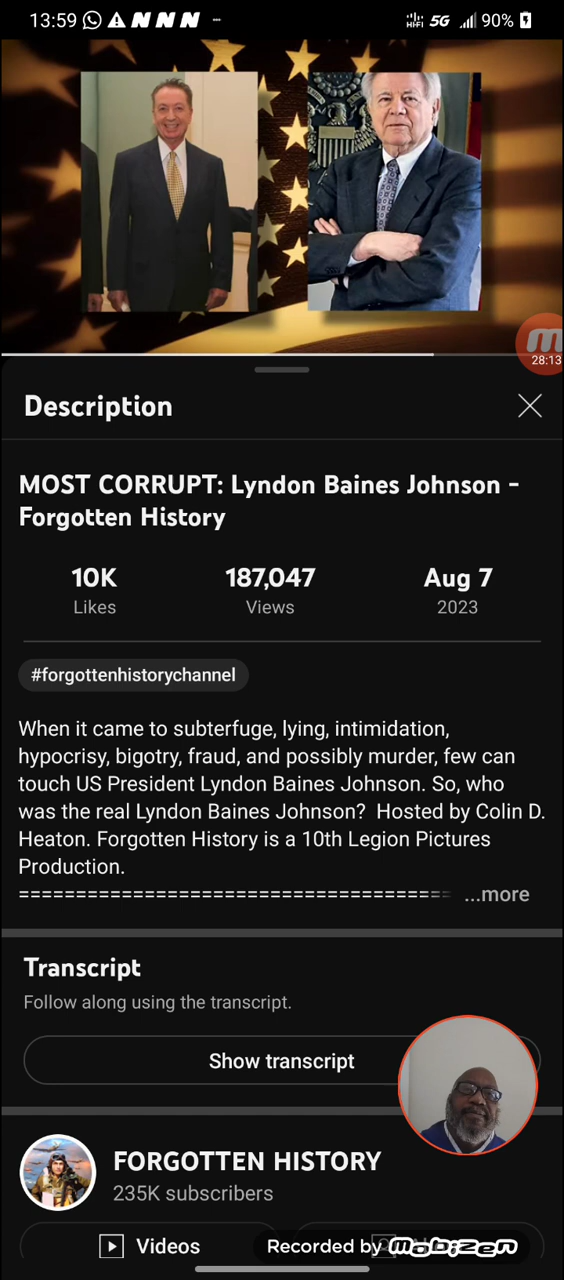 13:59 N N N
HiFi 5G 90%
28:13
Description
MOST CORRUPT: Lyndon Baines Johnson -
Forgotten History
10K 187,047 Aug 7
Likes Views 2023
#forgottenhistorychannel
When it came to subterfuge, lying, intimidation,
hypocrisy, bigotry, fraud, and possibly murder, few can
touch US President Lyndon Baines Johnson. So, who
was the real Lyndon Baines Johnson?  Hosted by Colin D.
Heaton. Forgotten History is a 10th Legion Pictures
Production.
====================================== ...more
Transcript
Follow along using the transcript.
Show transcript
FORGOTTEN HISTORY
235K subscribers
Videos
Recorded by mobizen